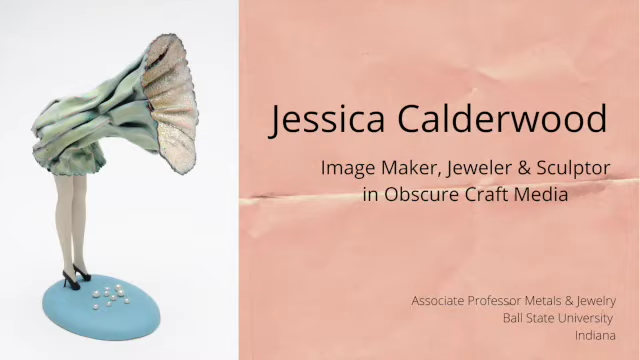 Jessica Calderwood
Image Maker, Jeweler & Sculptor
in Obscure Craft Media
Associate Professor Metals & Jewelry
Ball State University
Indiana